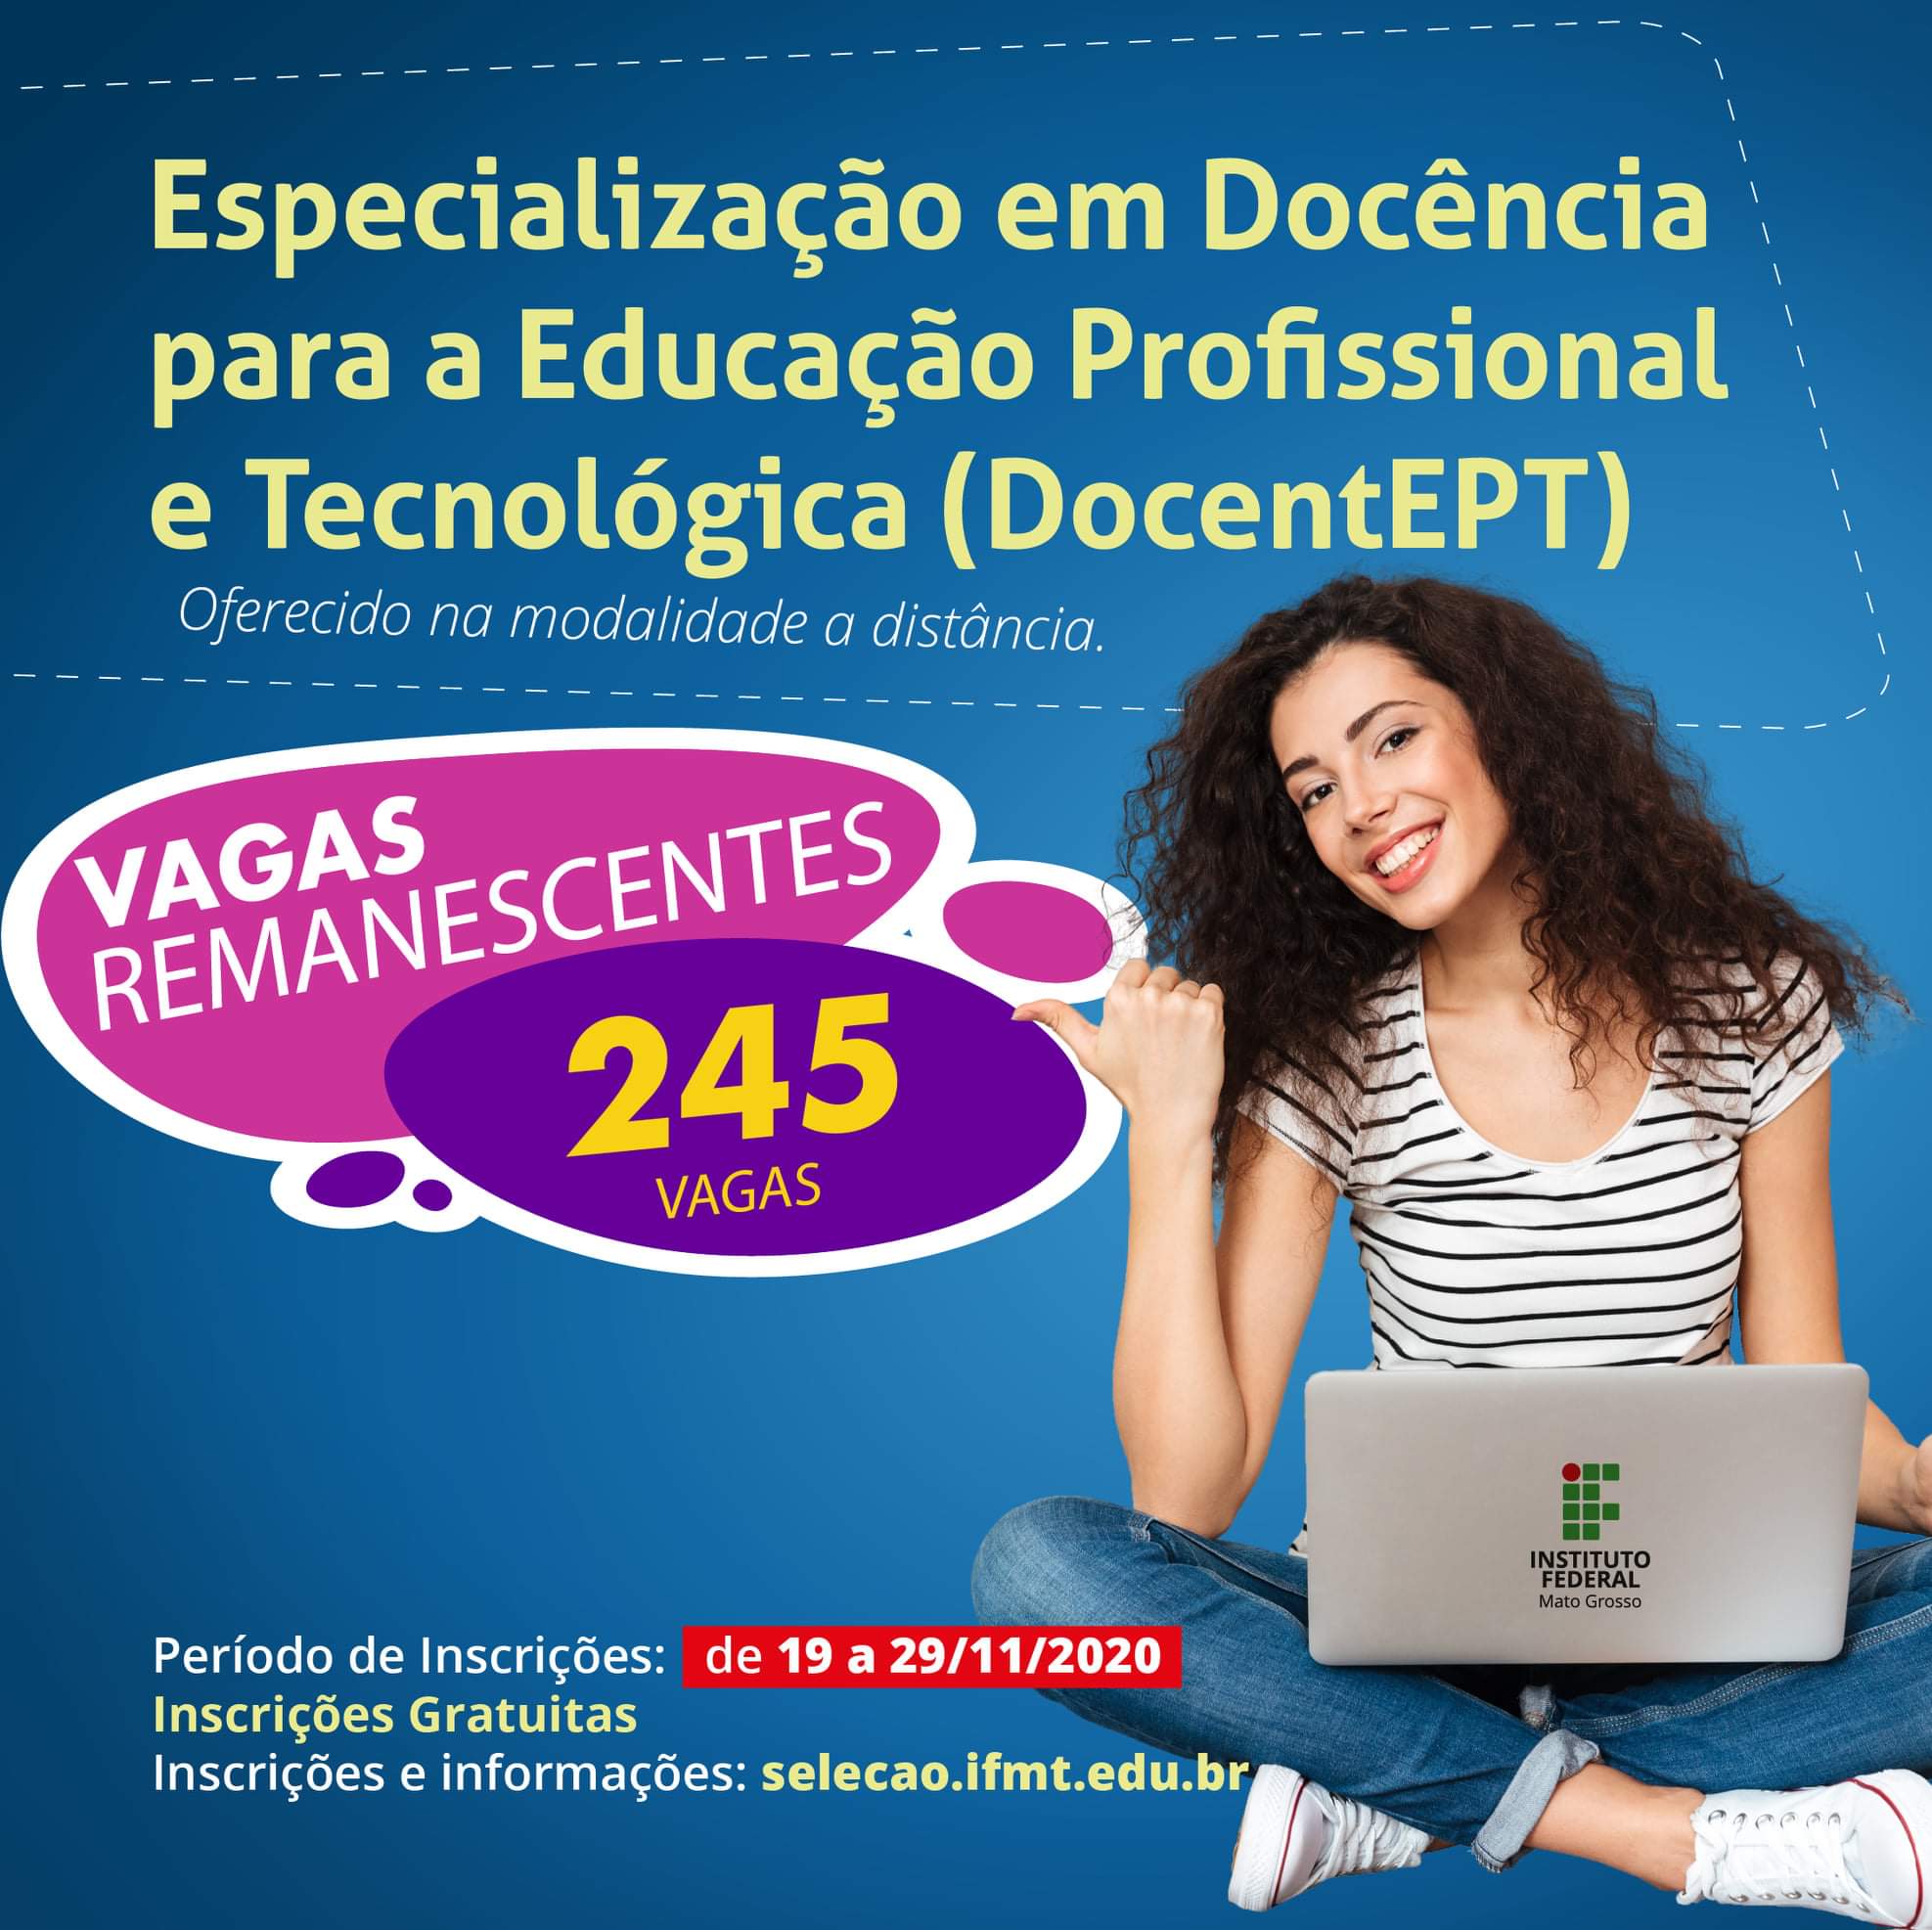 Especialização em Docência
para a Educação Profissional
e Tecnológica (DocentEPT)
Oferecido na modalidade a distância.
VAGAS
REMANESCENTES
245
VAGAS
INSTITUTO
FEDERAL
Mato Grosso
Período de Inscrições: de 19 a 29/11/2020
Inscrições Gratuitas
Inscrições e informações: selecao.ifmt.edu.br